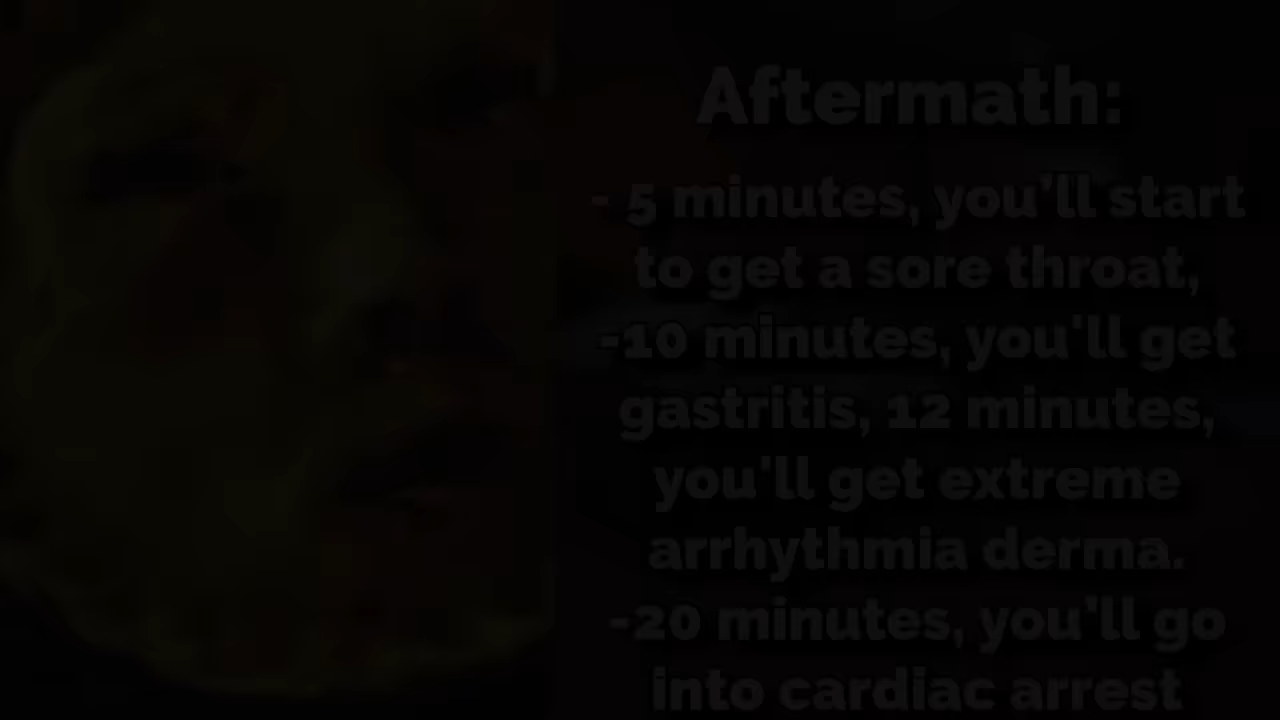 Aftermath:
- 5 minutes, you'll start
to get a sore throat,
-10 minutes, you'll get
gastritis, 12 minutes,
you'll get extreme
arrhythmia derma.
-20 minutes, you'll go
into cardiac arrest